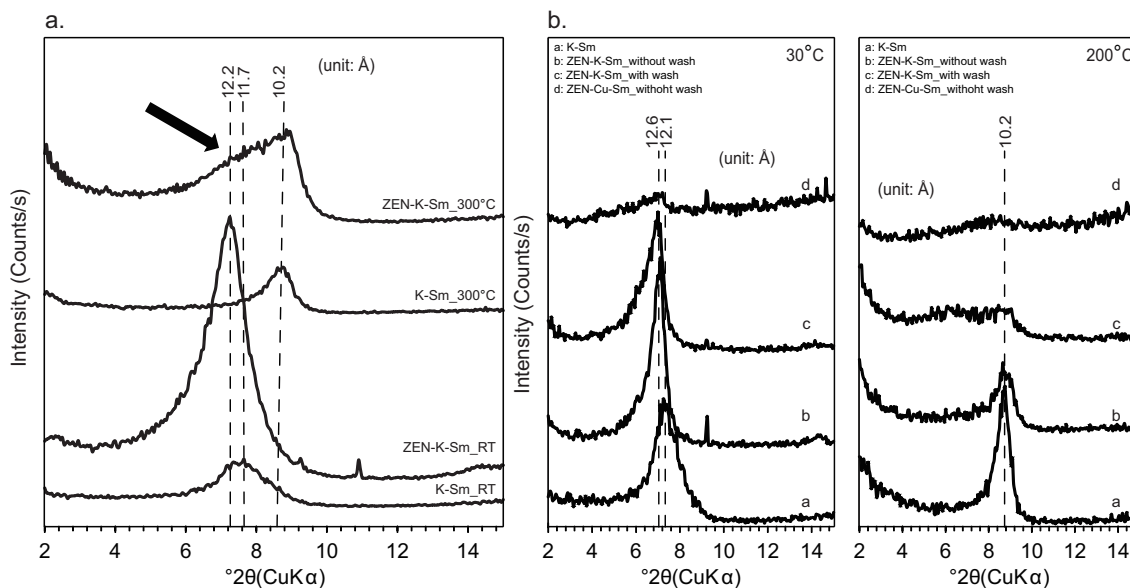 a.
(unit: Å)
12.2
11.7
10.2
ZEN-K-Sm_300°C
K-Sm_300°C
ZEN-K-Sm_RT
K-Sm_RT
Intensity (Counts/s)
2 4 6 8 10 12 14
°2θ(CuKα)
b.
a: K-Sm
b: ZEN-K-Sm_without wash
c: ZEN-K-Sm_with wash
d: ZEN-Cu-Sm_withoht wash
30°C
12.6
12.1
(unit: Å)
d
c
b
a
Intensity (Counts/s)
2 4 6 8 10 12 14
°2θ(CuKα)
a: K-Sm
b: ZEN-K-Sm_without wash
c: ZEN-K-Sm_with wash
d: ZEN-Cu-Sm_withoht wash
200°C
10.2
(unit: Å)
d
c
b
a
2 4 6 8 10 12 14
°2θ(CuKα)